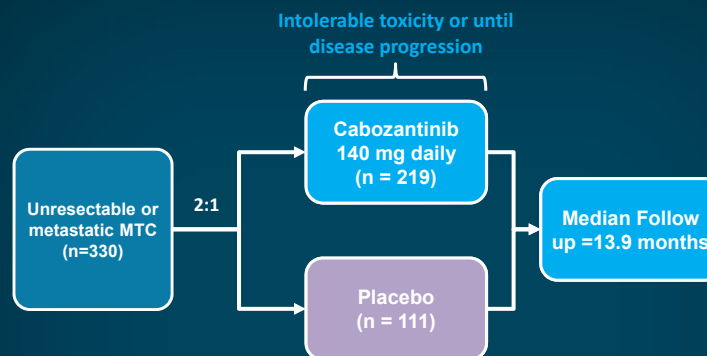 Intolerable toxicity or until
disease progression
Cabozantinib
140 mg daily
(n = 219)
Unresectable or
metastatic MTC
(n=330)
2:1
Median Follow
up =13.9 months
Placebo
(n = 111)